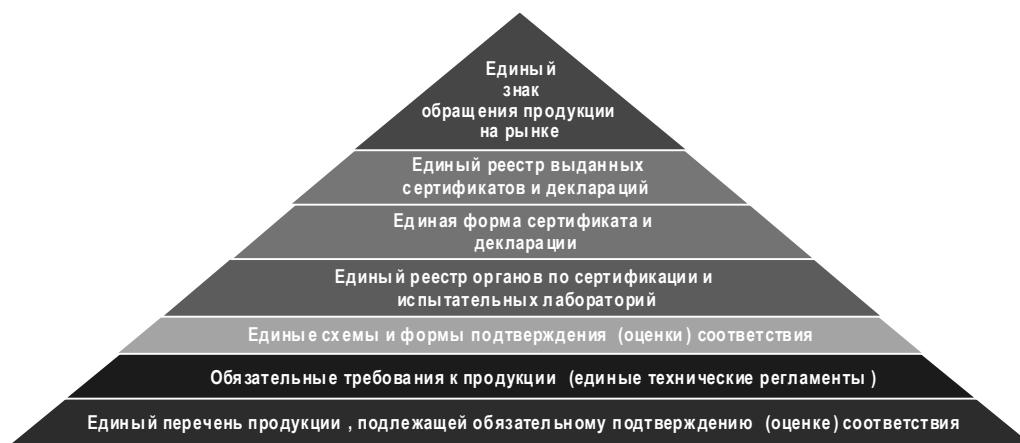 Единый
знак
обращения продукции
на рынке
Единый реестр выданных
сертификатов и деклараций
Единая форма сертификата и
декларации
Единый реестр органов по сертификации и
испытательных лабораторий
Единые схемы и формы подтверждения (оценки) соответствия
Обязательные требования к продукции (единые технические регламенты )
Единый перечень продукции , подлежащей обязательному подтверждению (оценке) соответствия